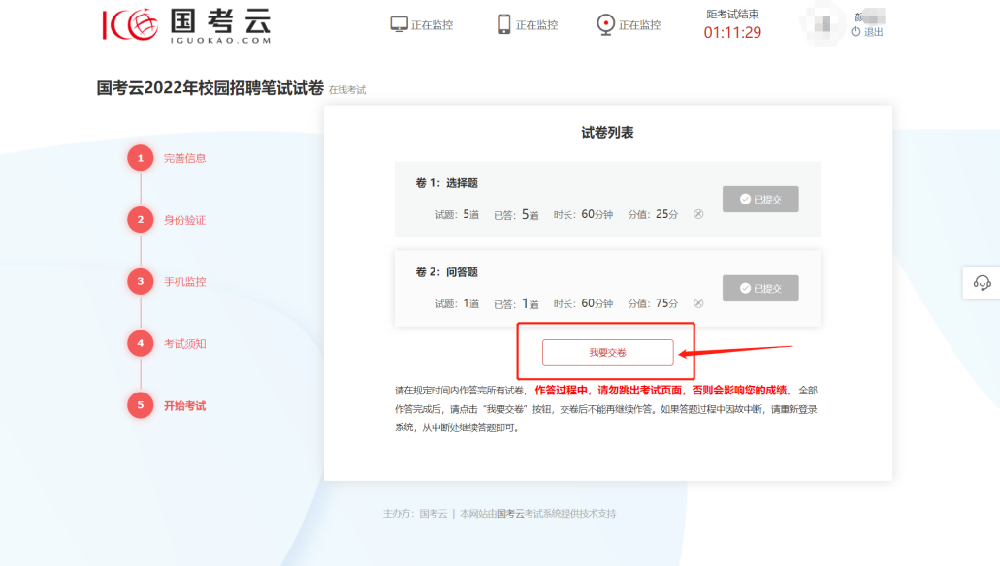 国考云
IGUOKAO.COM
正在监控
正在监控
正在监控
距考试结束
01:11:29
颜
退出
国考云2022年校园招聘笔试试卷 在线考试
1 完善信息
2 身份验证
3 手机监控
4 考试须知
5 开始考试
试卷列表
卷 1：选择题
试题：5道 已答：5道 时长：60分钟 分值：25分
已提交
卷 2：问答题
试题：1道 已答：1道 时长：60分钟 分值：75分
已提交
我要交卷
请在规定时间内作答完所有试卷，作答过程中，请勿跳出考试页面，否则会影响您的成绩。全部
作答完成后，请点击“我要交卷”按钮，交卷后不能再继续作答。如果答题过程中因故中断，请重新登录
系统，从中断处继续答题即可。
主办方：国考云 | 本网站由国考云考试系统提供技术支持